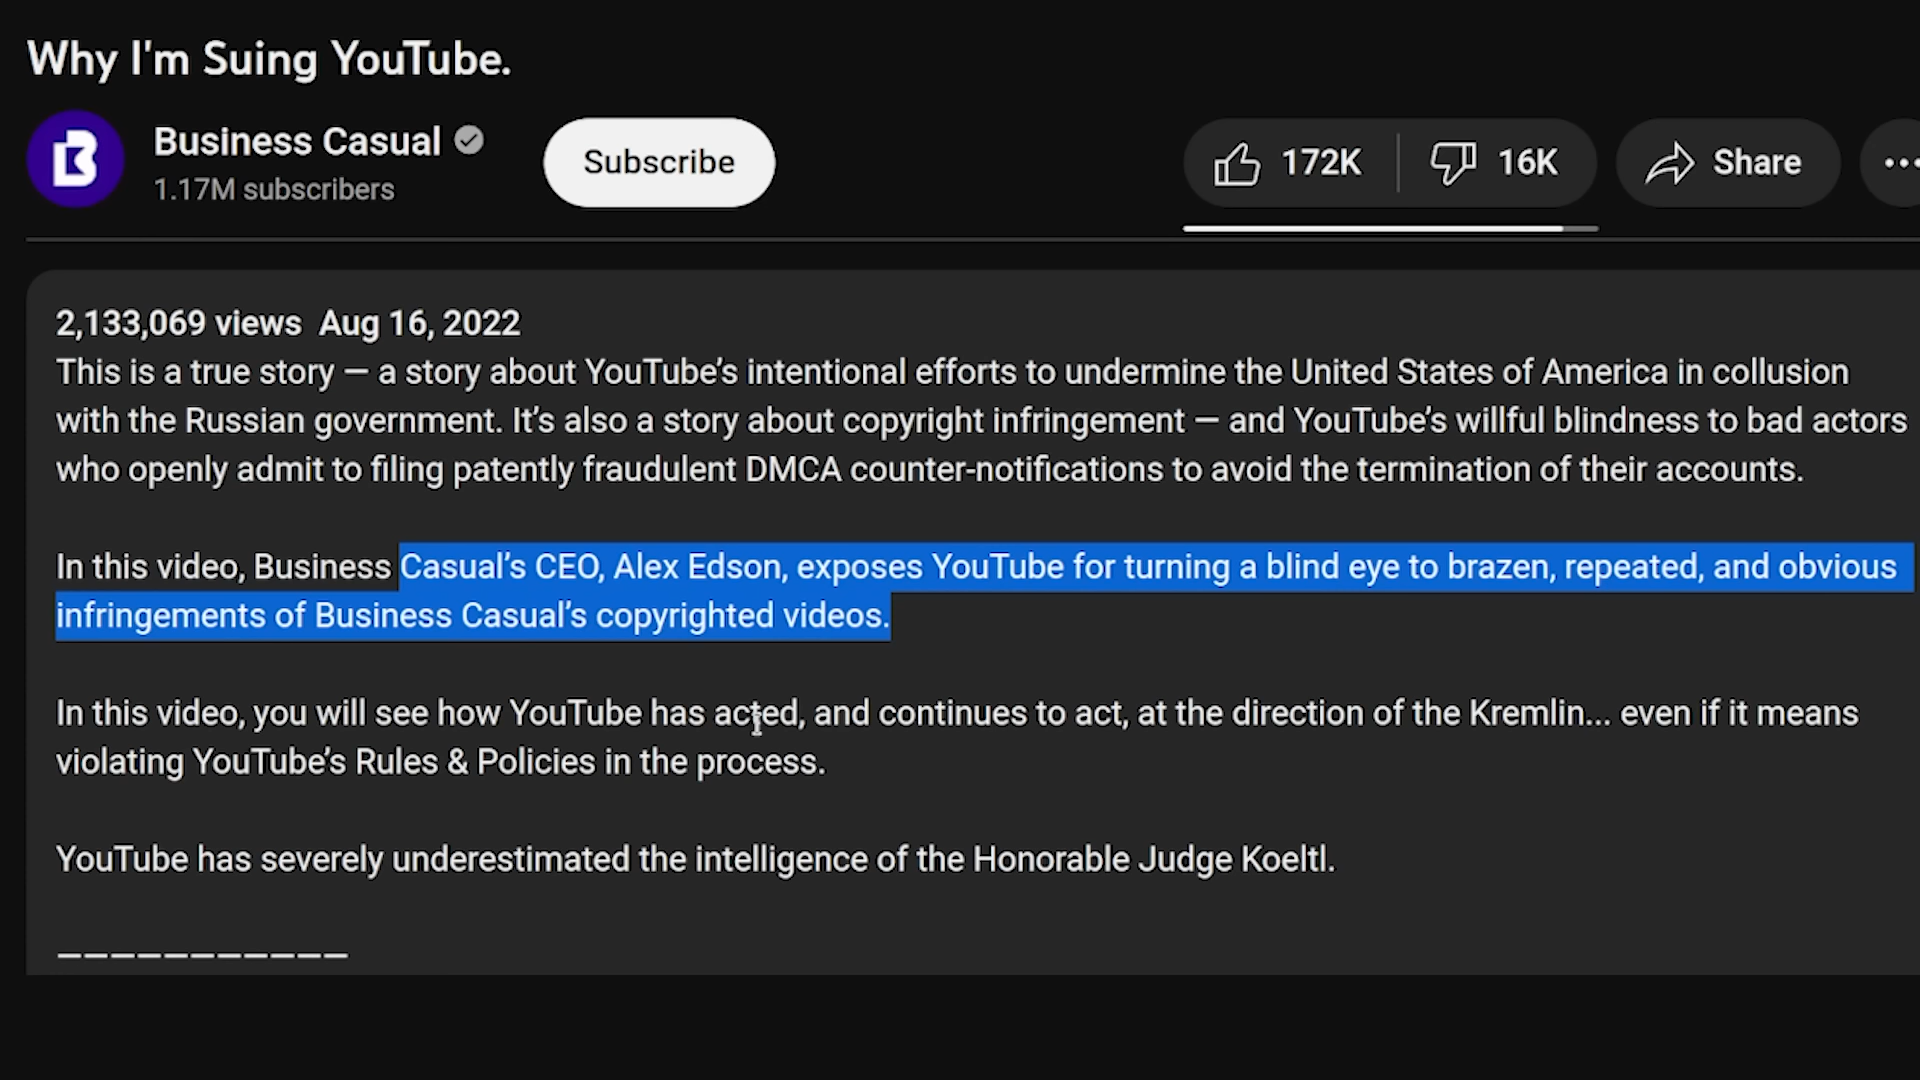 Why I'm Suing YouTube.
Business Casual
1.17M subscribers
Subscribe
172K
16K
Share
2,133,069 views  Aug 16, 2022
This is a true story — a story about YouTube’s intentional efforts to undermine the United States of America in collusion
with the Russian government. It’s also a story about copyright infringement — and YouTube’s willful blindness to bad actors
who openly admit to filing patently fraudulent DMCA counter-notifications to avoid the termination of their accounts.
In this video, Business Casual’s CEO, Alex Edson, exposes YouTube for turning a blind eye to brazen, repeated, and obvious
infringements of Business Casual’s copyrighted videos.
In this video, you will see how YouTube has acted, and continues to act, at the direction of the Kremlin... even if it means
violating YouTube’s Rules & Policies in the process.
YouTube has severely underestimated the intelligence of the Honorable Judge Koeltl.
———————————